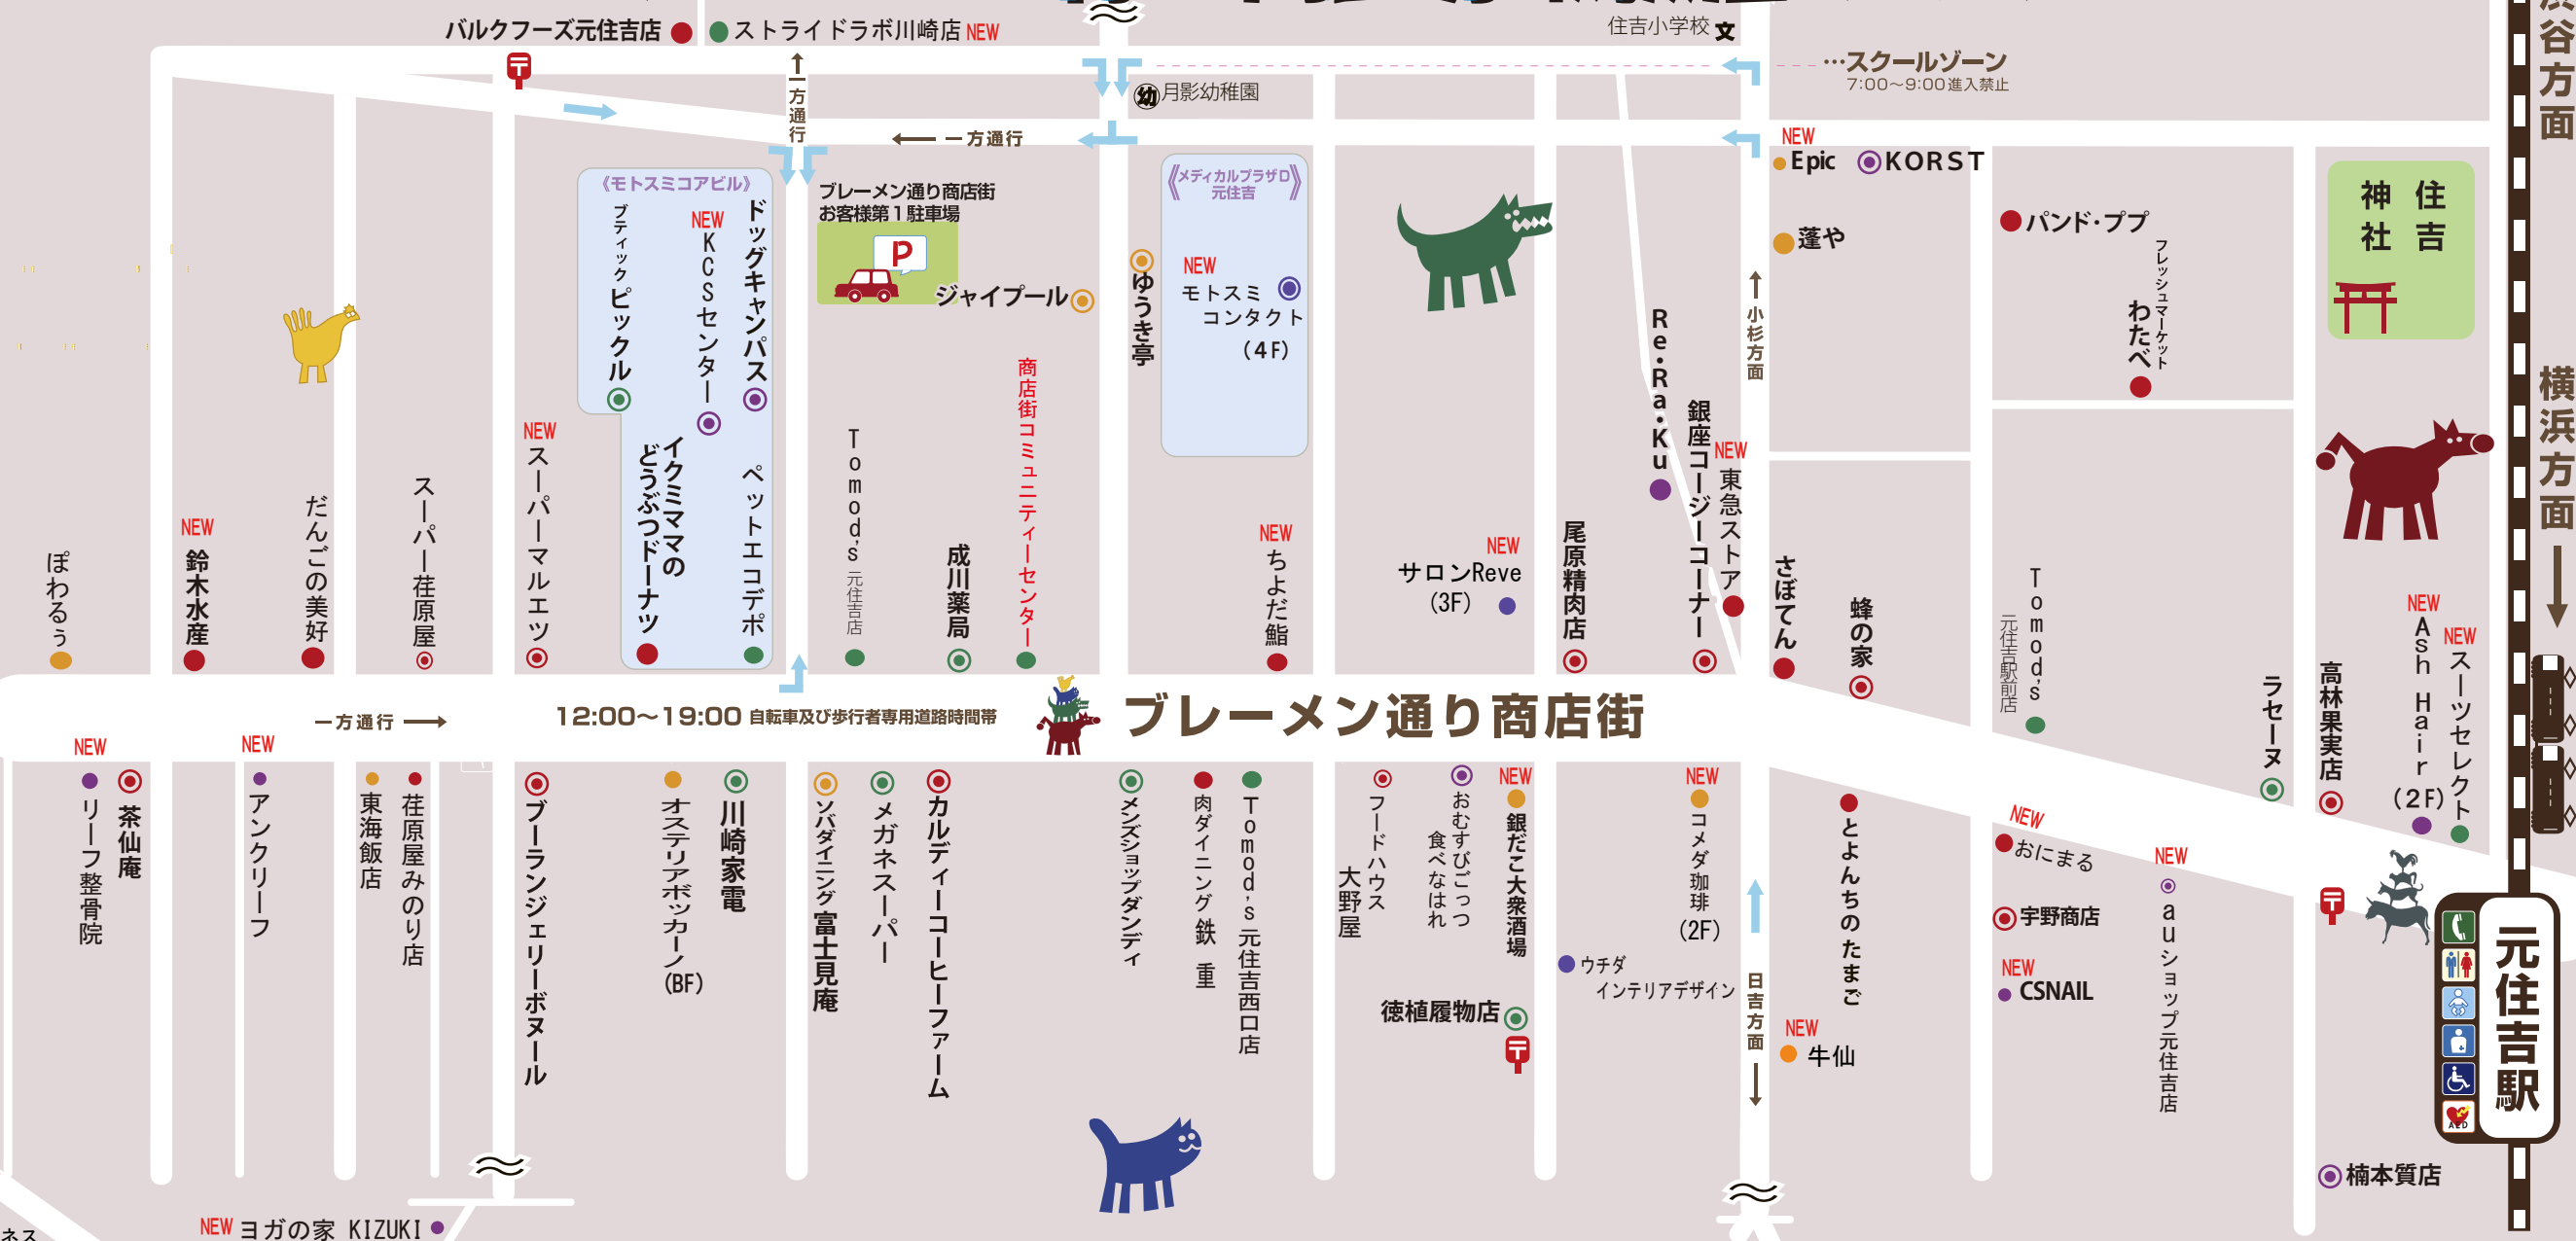 バルクフーズ元住吉店
ストライドラボ川崎店 NEW
住吉小学校
文
…スクールゾーン
7:00～9:00進入禁止
渋谷方面
横浜方面
一方通行
幼 月影幼稚園
一方通行
NEW
Epic
KORST
蓬や
パンド・ププ
フレッシュマーケット
わたべ
住吉
神社
《モトスミコアビル》
ブティック ピックル
NEW
KCSセンター
ドッグキャンパス
イクミママの
どうぶつドーナツ
ペットエコデポ
ブレーメン通り商店街
お客様第1駐車場
P
ジャイプール
ゆうき亭
《メディカルプラザロ
元住吉》
NEW
モトスミ
コンタクト
(4F)
小杉方面
Re・Ra・Ku
銀座コージーコーナー
NEW
東急ストア
ぽわるぅ
NEW
鈴木水産
だんごの美好
スーパー荏原屋
NEW
スーパーマルエツ
Tomod's 元住吉店
成川薬局
商店街コミュニティーセンター
NEW
ちよだ鮨
NEW
サロンReve
(3F)
尾原精肉店
さぼてん
蜂の家
Tomod's
元住吉駅前店
ラセーヌ
高林果実店
NEW
Ash Hair
(2F)
NEW
スーツセレクト
一方通行
12:00～19:00 自転車及び歩行者専用道路時間帯
ブレーメン通り商店街
NEW
リーフ整骨院
茶仙庵
NEW
アンクリーフ
東海飯店
荏原屋みのり店
ブーランジェリーボヌール
オステリアボッカーノ
(BF)
川崎家電
ソバダイニング 富士見庵
メガネスーパー
カルディーコーヒーファーム
メンズショップダンディ
肉ダイニング 鉄重
Tomod's 元住吉西口店
フードハウス
大野屋
おむすびごっつ
食べなはれ
NEW
銀だこ大衆酒場
NEW
コメダ珈琲
(2F)
ウチダ
インテリアデザイン
徳植履物店
日吉方面
とよんちのたまご
NEW
牛仙
NEW
おにまる
宇野商店
NEW
CSNAIL
NEW
auショップ元住吉店
元住吉駅
AED
楠本質店
NEW ヨガの家 KIZUKI
ネス